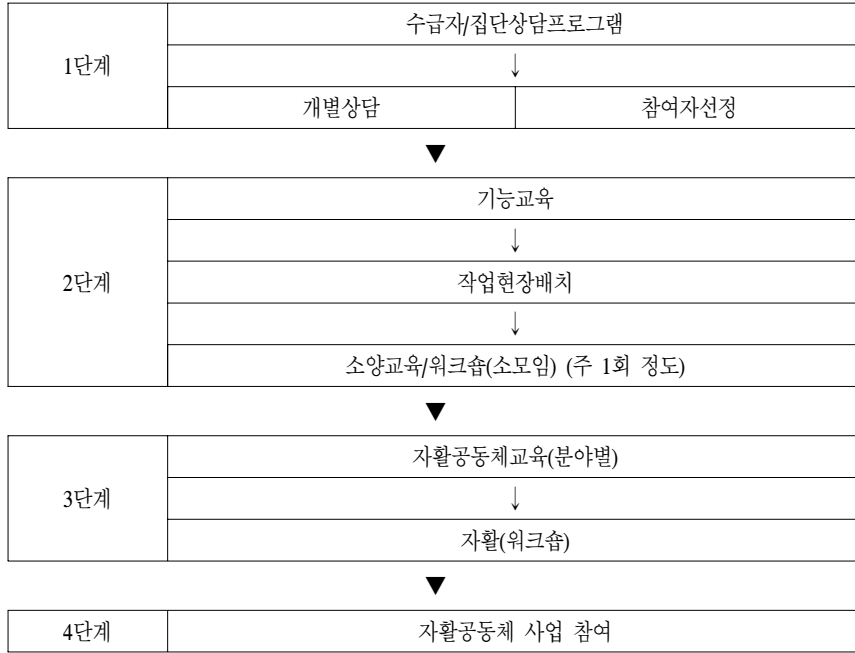 1단계
수급자/집단상담프로그램
↓
개별상담 참여자선정
▼
2단계
기능교육
↓
작업현장배치
↓
소양교육/워크숍(소모임) (주 1회 정도)
▼
3단계
자활공동체교육(분야별)
↓
자활(워크숍)
▼
4단계 자활공동체 사업 참여